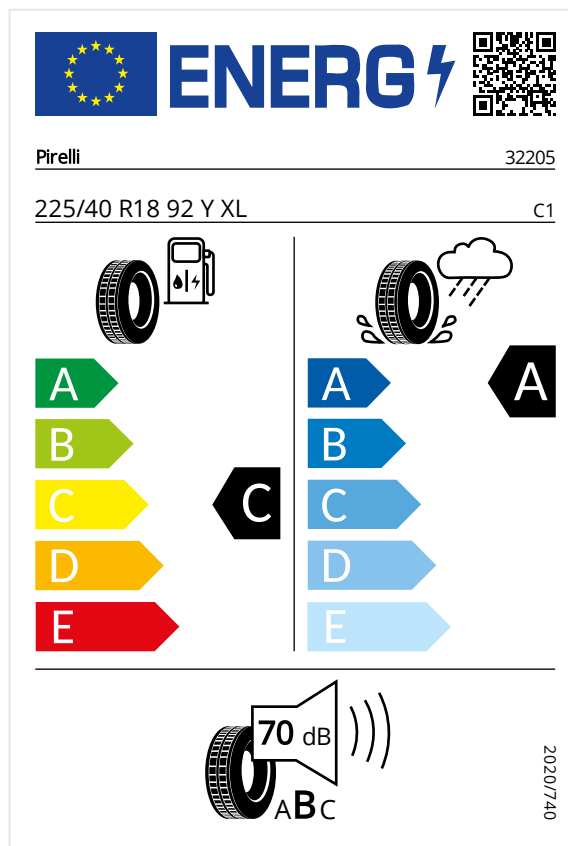 ENERG
Pirelli 32205
225/40 R18 92 Y XL C1
A A A
B B
C C C
D D
E E
70 dB
ABC
2020/740